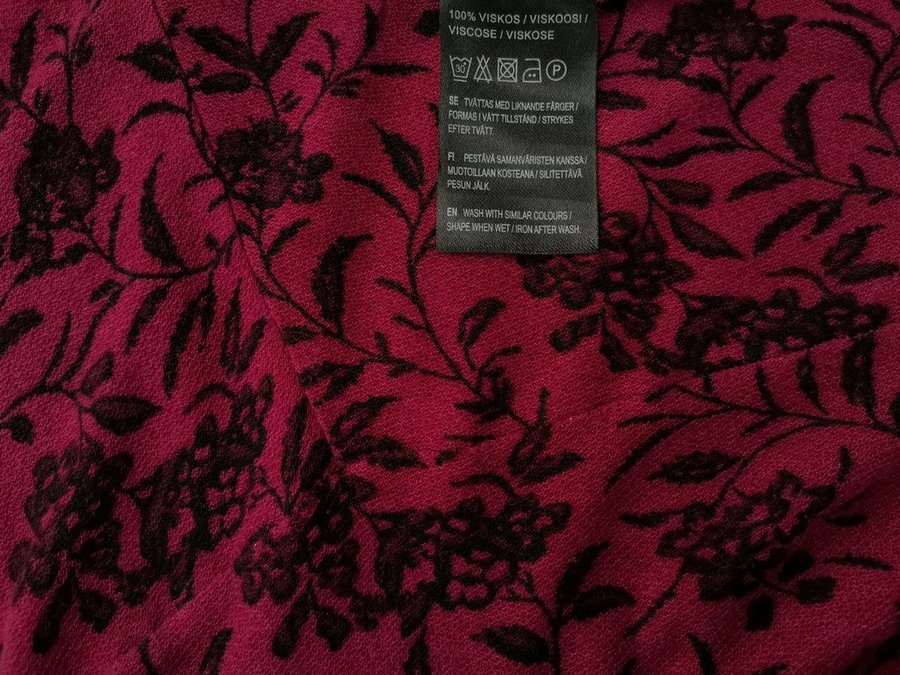 100% VISKOS / VISKOOSI /
VISCOSE / VISKOSE
30 P
SE TVÄTTAS MED LIKNANDE FÄRGER /
FORMAS I VÅTT TILLSTÅND / STRYKES
EFTER TVÄTT.
FI PESTÄVÄ SAMANVÄRISTEN KANSSA /
MUOTOILLAAN KOSTEANA / SILITETTÄVÄ
PESUN JÄLK.
EN WASH WITH SIMILAR COLOURS /
SHAPE WHEN WET / IRON AFTER WASH.